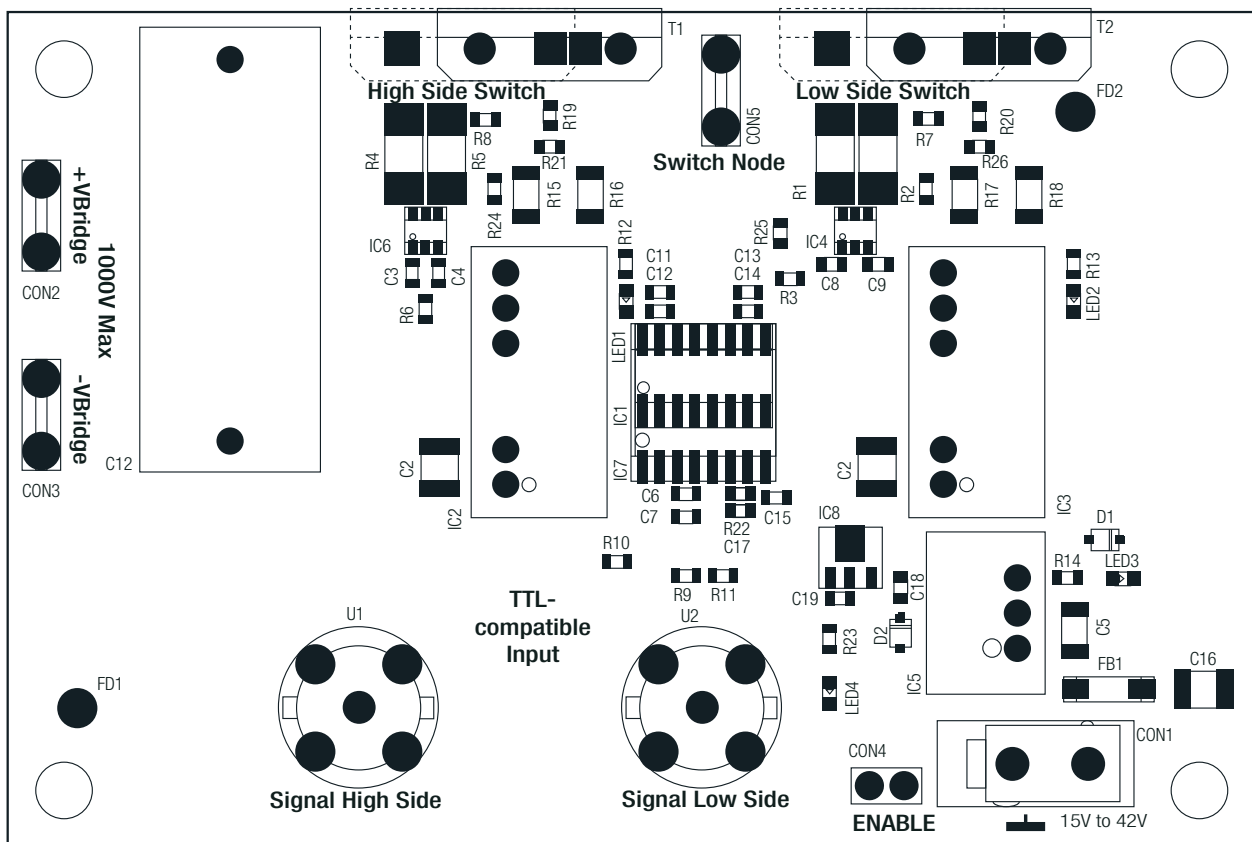 T1
T2
High Side Switch
Low Side Switch
FD2
R19
R20
R8
R7
CON5
R4
R5
R21
R1
R26
Switch Node
+VBridge
R15
R16
R2
R17
R18
R24
R12
R25
IC6
IC4
1000V Max
C3
C4
C11
C12
C13
C14
R3
C8
C9
R13
CON2
R6
LED2
LED1
-VBridge
IC1
C12
C2
IC7
C2
CON3
C6
C7
R22
C17
C15
IC2
IC3
IC8
D1
R10
R14
LED3
R9
R11
C19
C18
TTL-
compatible
Input
U1
U2
R23
D2
C5
IC5
FB1
C16
FD1
LED4
CON4
CON1
Signal High Side
Signal Low Side
ENABLE
15V to 42V